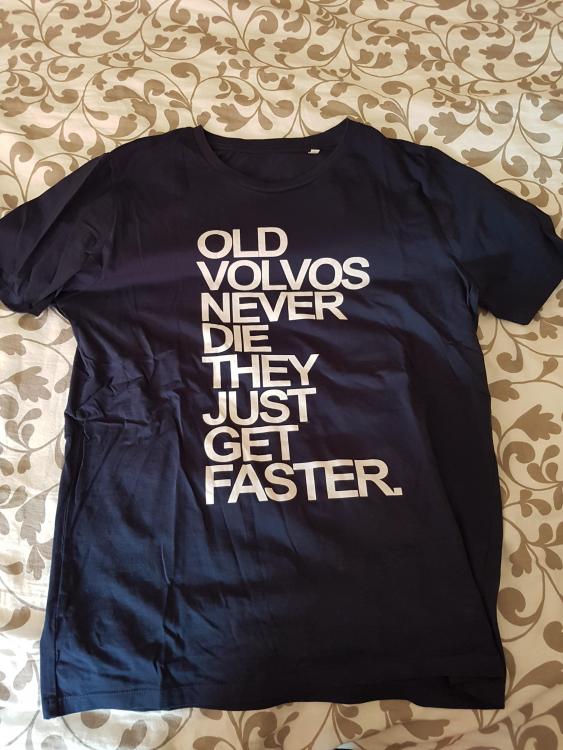 OLD
VOLVOS
NEVER
DIE
THEY
JUST
GET
FASTER.